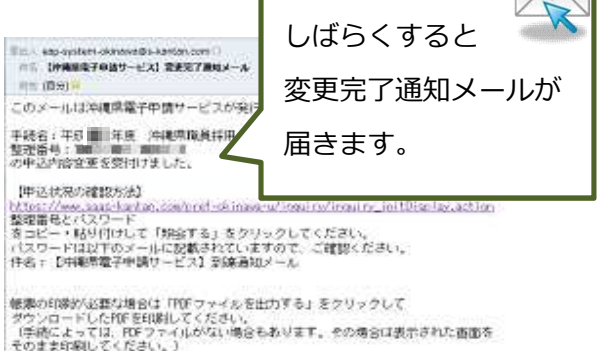 しばらくすると
変更完了通知メールが
届きます。
件名 【沖縄県電子申請サービス】変更完了通知メール
宛先 (自分)
このメールは沖縄県電子申請サービスが
手続名：平成 年度 沖縄県職員採用
整理番号：
の申込内容変更を受付けました。
【申込状況の確認方法】
整理番号とパスワード
をコピー・貼り付けして「照会する」をクリックしてください。
パスワードは以下のメールに記載されていますので、ご確認ください。
件名：【沖縄県電子申請サービス】到達通知メール
帳票の印刷が必要な場合は「PDFファイルを出力する」をクリックして
ダウンロードしたPDFを印刷してください。
（手続によっては、PDFファイルがない場合もあります。その場合は表示された画面を
そのまま印刷してください。）